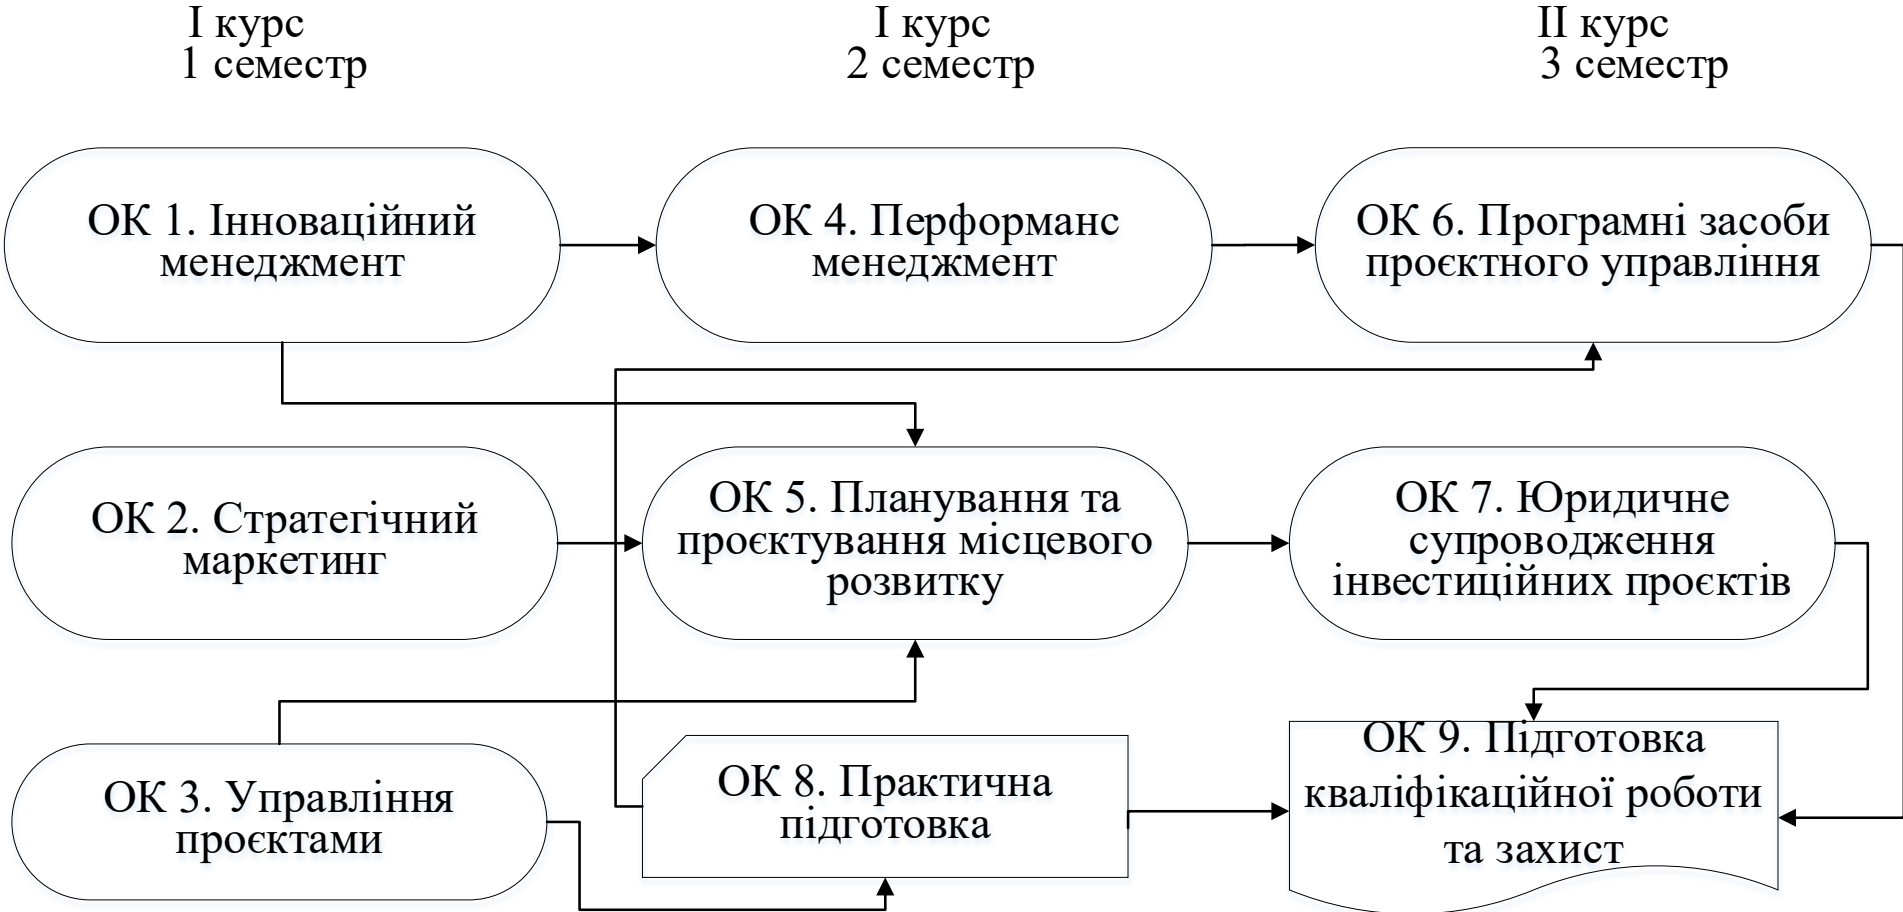 I курс
1 семестр
I курс
2 семестр
II курс
3 семестр
ОК 1. Інноваційний
менеджмент
ОК 4. Перформанс
менеджмент
ОК 6. Програмні засоби
проєктного управління
ОК 2. Стратегічний
маркетинг
ОК 5. Планування та
проєктування місцевого
розвитку
ОК 7. Юридичне
супроводження
інвестиційних проєктів
ОК 3. Управління
проєктами
ОК 8. Практична
підготовка
ОК 9. Підготовка
кваліфікаційної роботи
та захист